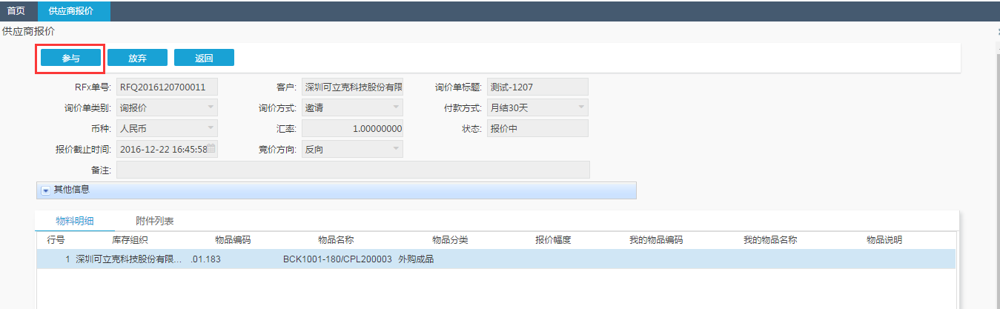 首页 供应商报价
供应商报价
参与 放弃 返回
RFx单号: RFQ2016120700011 客户: 深圳可立克科技股份有限 询价单标题: 测试-1207
询价单类别: 询报价 询价方式: 邀请 付款方式: 月结30天
币种: 人民币 汇率: 1.00000000 状态: 报价中
报价截止时间: 2016-12-22 16:45:58 竞价方向: 反向
备注:
其他信息
物料明细 附件列表
行号 库存组织 物品编码 物品名称 物品分类 报价幅度 我的物品编码 我的物品名称 物品说明
1 深圳可立克科技股份有限... .01.183 BCK1001-180/CPL200003 外购成品